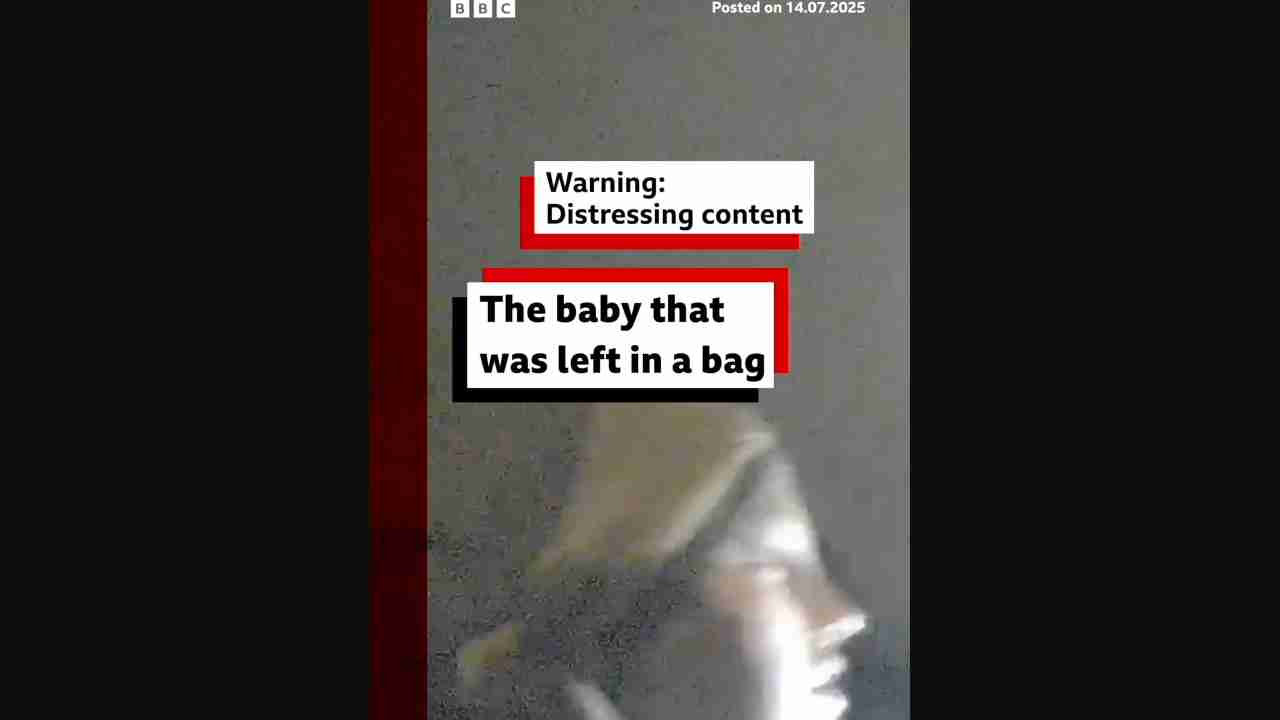 BBC
Posted on 14.07.2025
Warning:
Distressing content
The baby that
was left in a bag